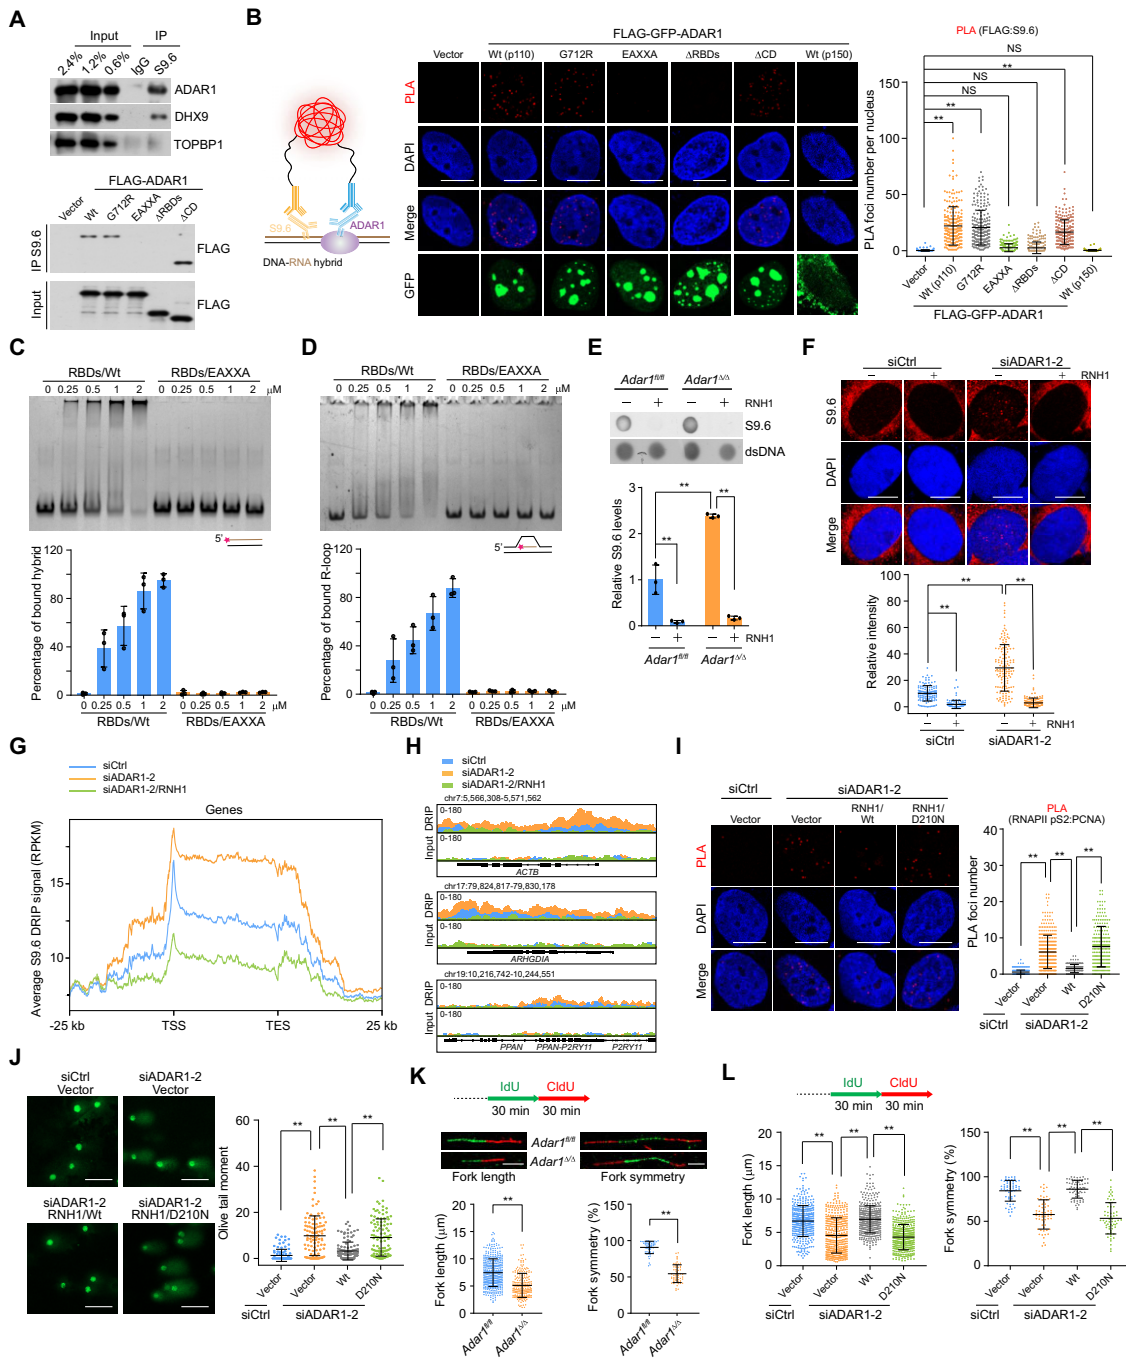 A
Input
IP
2.4%
1.2%
0.6%
IgG
S9.6
ADAR1
DHX9
TOPBP1
FLAG-ADAR1
Vector
Wt
G712R
EAXXA
ΔRBDs
ΔCD
IP S9.6
FLAG
Input
FLAG
B
S9.6
ADAR1
DNA-RNA hybrid
FLAG-GFP-ADAR1
Vector
Wt (p110)
G712R
EAXXA
ΔRBDs
ΔCD
Wt (p150)
PLA
DAPI
Merge
GFP
PLA (FLAG:S9.6)
NS
**
NS
NS
**
**
PLA foci number per nucleus
150
100
50
0
Vector
Wt (p110)
G712R
EAXXA
ΔRBDs
ΔCD
Wt (p150)
FLAG-GFP-ADAR1
C
RBDs/Wt
RBDs/EAXXA
0 0.25 0.5 1 2 0 0.25 0.5 1 2 μM
5'
Percentage of bound hybrid
120
80
40
0
0 0.25 0.5 1 2 0 0.25 0.5 1 2 μM
RBDs/Wt
RBDs/EAXXA
D
RBDs/Wt
RBDs/EAXXA
0 0.25 0.5 1 2 0 0.25 0.5 1 2 μM
5'
Percentage of bound R-loop
120
80
40
0
0 0.25 0.5 1 2 0 0.25 0.5 1 2 μM
RBDs/Wt
RBDs/EAXXA
E
Adar1fl/fl
Adar1Δ/Δ
– + – + RNH1
S9.6
dsDNA
Relative S9.6 levels
3
2
1
0
**
**
**
– + – + RNH1
Adar1fl/fl
Adar1Δ/Δ
F
siCtrl
siADAR1-2
– + – + RNH1
S9.6
DAPI
Merge
Relative intensity
100
80
60
40
20
0
**
**
**
– + – + RNH1
siCtrl
siADAR1-2
G
siCtrl
siADAR1-2
siADAR1-2/RNH1
Genes
Average S9.6 DRIP signal (RPKM)
15
10
-25 kb
TSS
TES
25 kb
H
siCtrl
siADAR1-2
siADAR1-2/RNH1
chr7:5,566,308-5,571,562
0-180
DRIP
0-180
Input
ACTB
chr17:79,824,817-79,830,178
0-180
DRIP
0-180
Input
ARHGDIA
chr19:10,216,742-10,244,551
0-180
DRIP
0-180
Input
PPAN
PPAN-P2RY11
P2RY11
I
siCtrl
siADAR1-2
Vector
Vector
RNH1/Wt
RNH1/D210N
PLA
DAPI
Merge
PLA
(RNAPII pS2:PCNA)
PLA foci number
40
30
20
10
0
**
**
**
Vector
Vector
Wt
D210N
siCtrl
siADAR1-2
J
siCtrl
Vector
siADAR1-2
Vector
siADAR1-2
RNH1/Wt
siADAR1-2
RNH1/D210N
Olive tail moment
60
40
20
0
**
**
**
Vector
Vector
Wt
D210N
siCtrl
siADAR1-2
K
IdU
CldU
30 min
30 min
Adar1fl/fl
Adar1Δ/Δ
Fork length
Fork symmetry
Fork length (μm)
20
15
10
5
0
**
Adar1fl/fl
Adar1Δ/Δ
Fork symmetry (%)
150
100
50
0
**
Adar1fl/fl
Adar1Δ/Δ
L
IdU
CldU
30 min
30 min
Fork length (μm)
20
15
10
5
0
**
**
**
Vector
Vector
Wt
D210N
siCtrl
siADAR1-2
Fork symmetry (%)
150
100
50
0
**
**
**
Vector
Vector
Wt
D210N
siCtrl
siADAR1-2